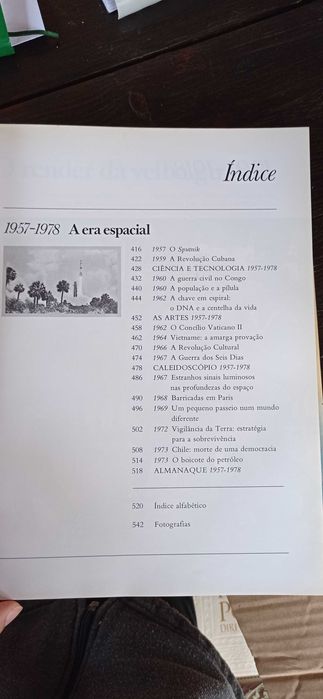 Índice
1957-1978 A era espacial
416 1957 O Sputnik
422 1959 A Revolução Cubana
428 CIÊNCIA E TECNOLOGIA 1957-1978
432 1960 A guerra civil no Congo
440 1960 A população e a pílula
444 1962 A chave em espiral:
o DNA e a centelha da vida
452 AS ARTES 1957-1978
458 1962 O Concílio Vaticano II
462 1964 Vietname: a amarga provação
470 1966 A Revolução Cultural
474 1967 A Guerra dos Seis Dias
478 CALEIDOSCÓPIO 1957-1978
486 1967 Estranhos sinais luminosos
nas profundezas do espaço
490 1968 Barricadas em Paris
496 1969 Um pequeno passeio num mundo
diferente
502 1972 Vigilância da Terra: estratégia
para a sobrevivência
508 1973 Chile: morte de uma democracia
514 1973 O boicote do petróleo
518 ALMANAQUE 1957-1978
520 Índice alfabético
542 Fotografias